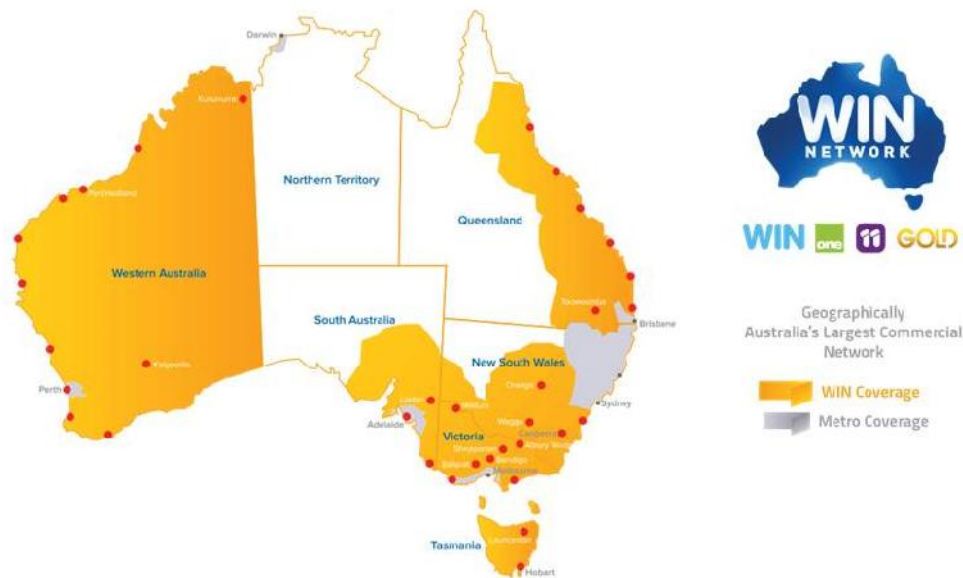 Darwin
Kununurra
Port Hedland
Northern Territory
Queensland
Western Australia
Toowoomba
Brisbane
South Australia
New South Wales
Kalgoorlie
Perth
Orange
Sydney
Loxton
Mildura
Adelaide
Wagga
Canberra
Victoria
Shepparton
Bendigo
Ballarat
Melbourne
Tasmania
Launceston
Hobart
WIN
NETWORK
WIN one 11 GOLD
Geographically
Australia's Largest Commercial
Network
WIN Coverage
Metro Coverage